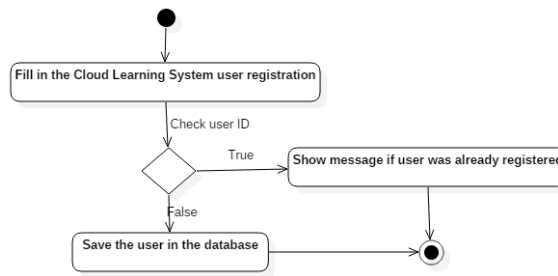 Fill in the Cloud Learning System user registration
Check user ID
True
Show message if user was already registered
False
Save the user in the database